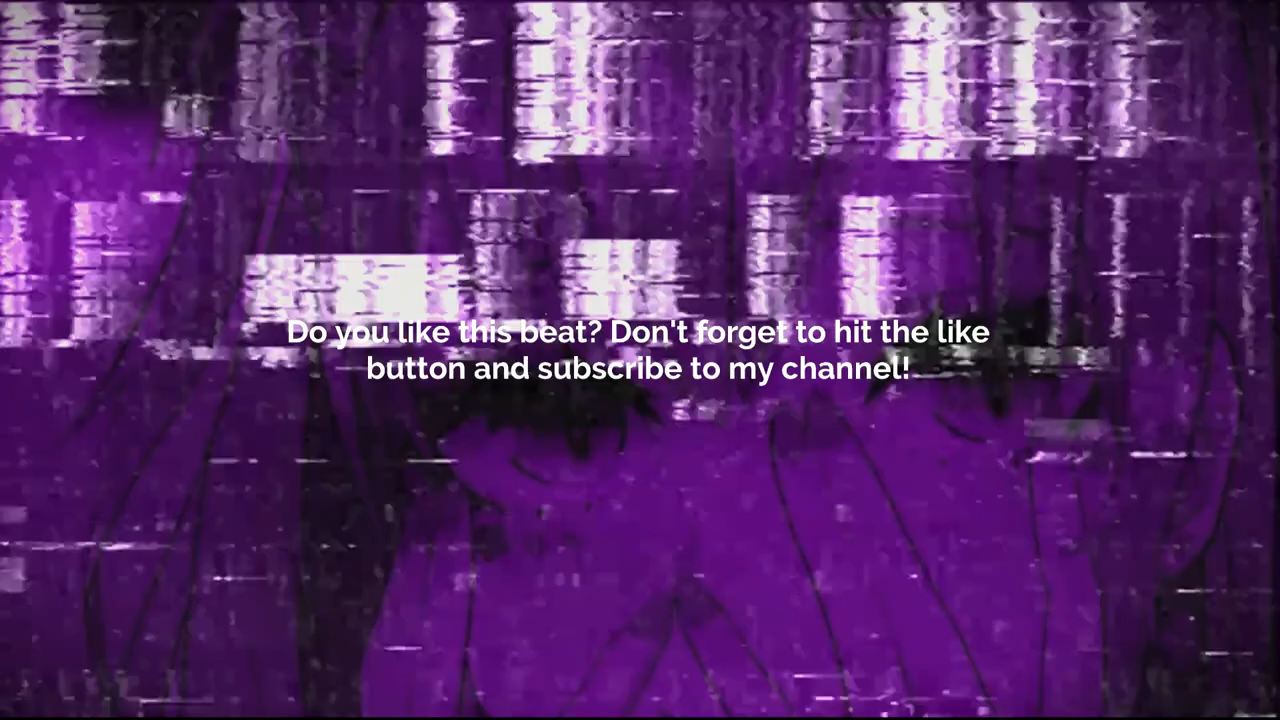 Do you like this beat? Don't forget to hit the like
button and subscribe to my channel!